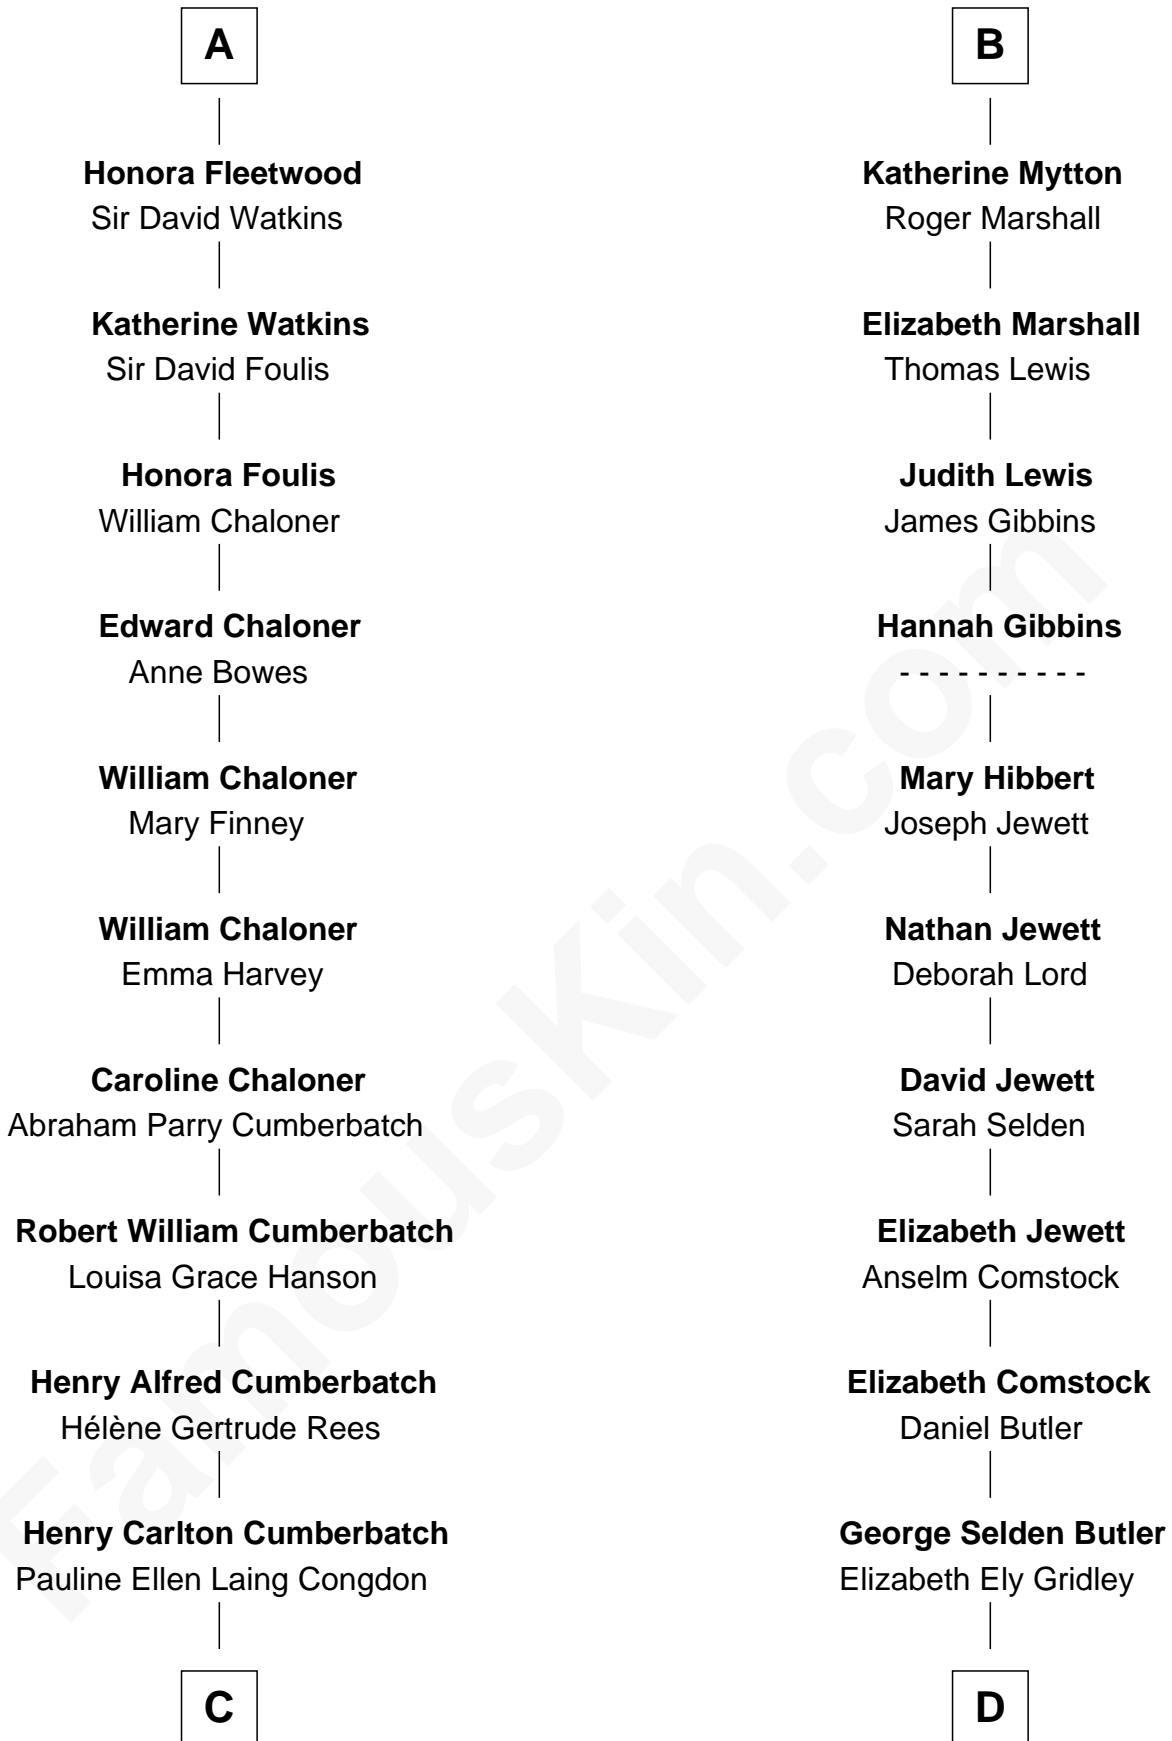 A
Honora Fleetwood
Sir David Watkins
Katherine Watkins
Sir David Foulis
Honora Foulis
William Chaloner
Edward Chaloner
Anne Bowes
William Chaloner
Mary Finney
William Chaloner
Emma Harvey
Caroline Chaloner
Abraham Parry Cumberbatch
Robert William Cumberbatch
Louisa Grace Hanson
Henry Alfred Cumberbatch
Hélène Gertrude Rees
Henry Carlton Cumberbatch
Pauline Ellen Laing Congdon
C
B
Katherine Mytton
Roger Marshall
Elizabeth Marshall
Thomas Lewis
Judith Lewis
James Gibbins
Hannah Gibbins
- - - - - - - - - -
Mary Hibbert
Joseph Jewett
Nathan Jewett
Deborah Lord
David Jewett
Sarah Selden
Elizabeth Jewett
Anselm Comstock
Elizabeth Comstock
Daniel Butler
George Selden Butler
Elizabeth Ely Gridley
D
FamousKin.com